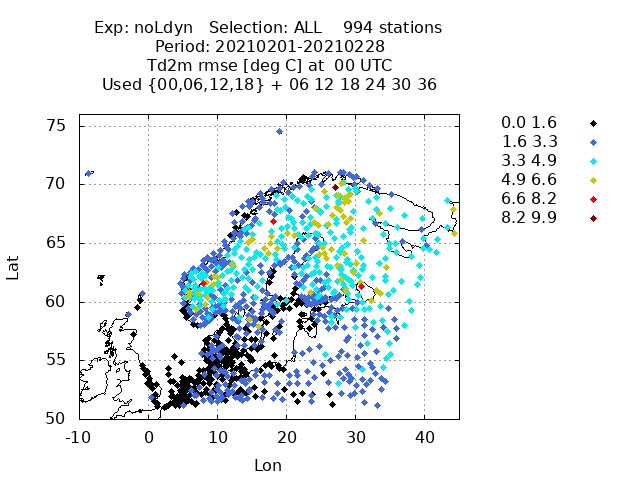 Exp: noLdyn   Selection: ALL    994 stations
Period: 20210201-20210228
Td2m rmse [deg C] at  00 UTC
Used {00,06,12,18} + 06 12 18 24 30 36
0.0 1.6
1.6 3.3
3.3 4.9
4.9 6.6
6.6 8.2
8.2 9.9
75
70
65
60
55
50
Lat
-10 0 10 20 30 40
Lon